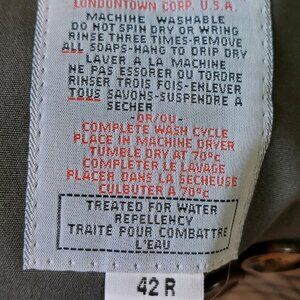 LONDONTOWN CORP. U.S.A.
MACHINE WASHABLE
DO NOT SPIN DRY OR WRING
RINSE THREE TIMES-REMOVE
ALL SOAPS-HANG TO DRIP DRY
LAVER A LA MACHINE
NE PAS ESSORER OU TORDRE
RINSER TROIS FOIS-ENLEVER
TOUS SAVONS-SUSPENDRE A
SECHER
-OR/OU-
COMPLETE WASH CYCLE
PLACE IN MACHINE DRYER
TUMBLE DRY AT 70°C
COMPLETER LE LAVAGE
PLACER DANS LA SECHEUSE
CULBUTER A 70°C
TREATED FOR WATER
REPELLENCY
TRAITÉ POUR COMBATTRE
L'EAU
42 R